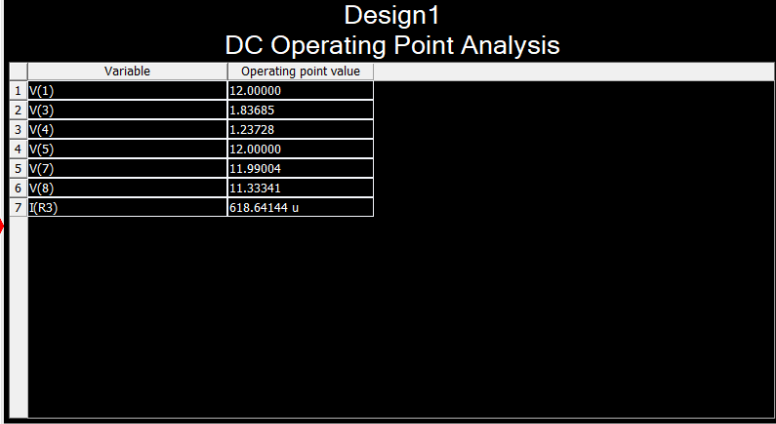 Design1
DC Operating Point Analysis
Variable Operating point value
1 V(1) 12.00000
2 V(3) 1.83685
3 V(4) 1.23728
4 V(5) 12.00000
5 V(7) 11.99004
6 V(8) 11.33341
7 I(R3) 618.64144 u